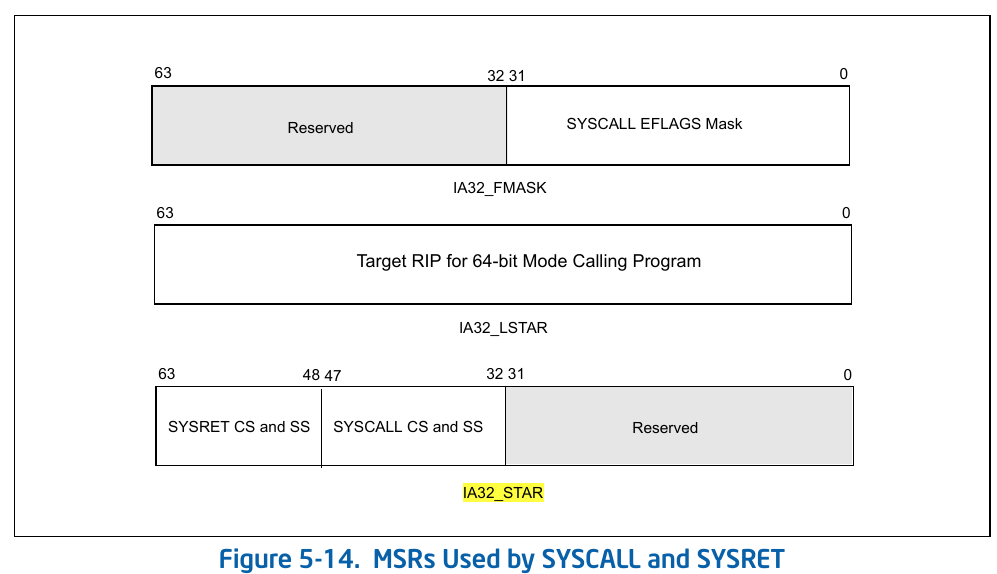 63 32 31 0
Reserved SYSCALL EFLAGS Mask
IA32_FMASK
63 0
Target RIP for 64-bit Mode Calling Program
IA32_LSTAR
63 48 47 32 31 0
SYSRET CS and SS SYSCALL CS and SS Reserved
IA32_STAR
Figure 5-14. MSRs Used by SYSCALL and SYSRET